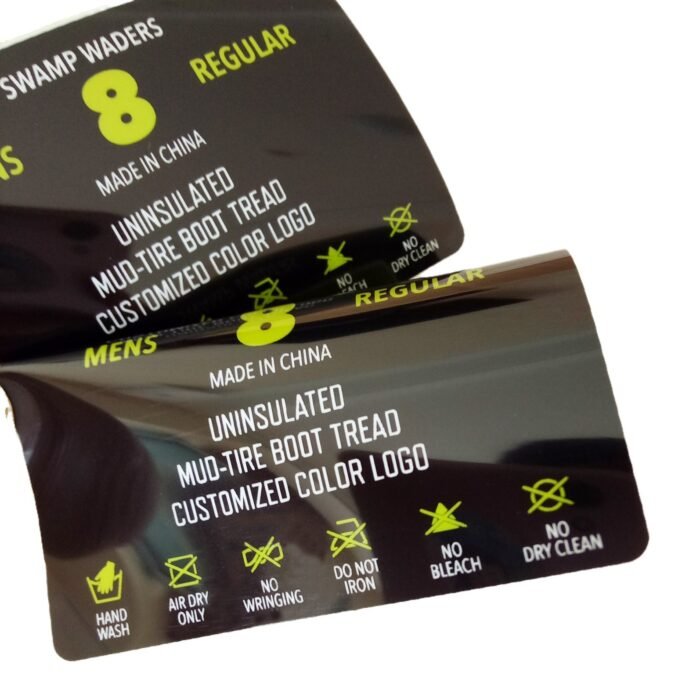 SWAMP WADERS
8
REGULAR
MADE IN CHINA
UNINSULATED
MUD-TIRE BOOT TREAD
CUSTOMIZED COLOR LOGO
NO
NO
DRY CLEAN
MENS
8
REGULAR
MADE IN CHINA
UNINSULATED
MUD-TIRE BOOT TREAD
CUSTOMIZED COLOR LOGO
HAND
WASH
AIR DRY
ONLY
NO
WRINGING
DO NOT
IRON
NO
BLEACH
NO
DRY CLEAN